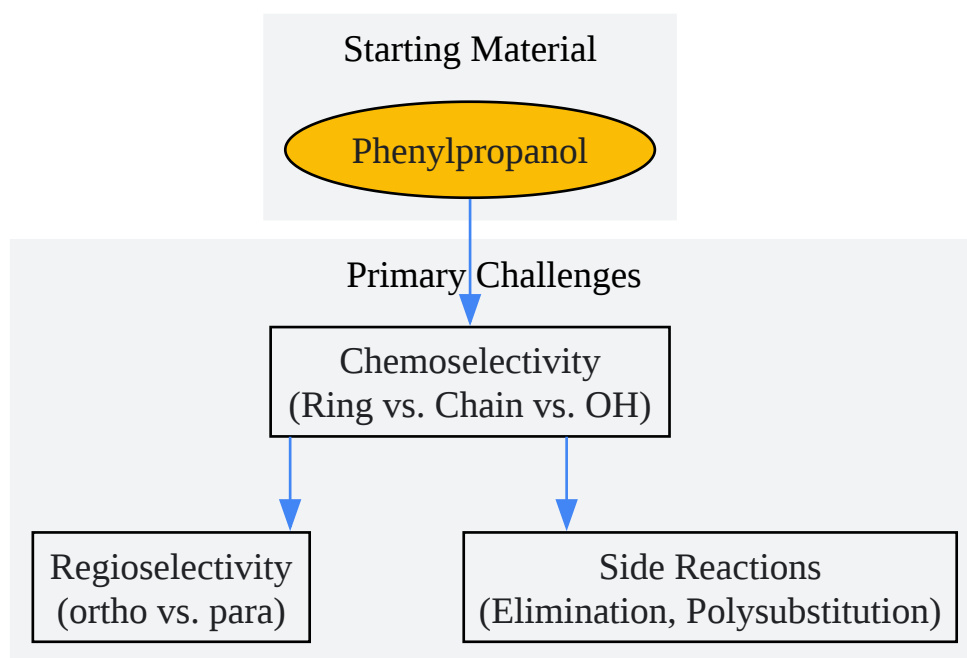 Starting Material
Phenylpropanol
Primary Challenges
Chemoselectivity
(Ring vs. Chain vs. OH)
Regioselectivity
(ortho vs. para)
Side Reactions
(Elimination, Polysubstitution)